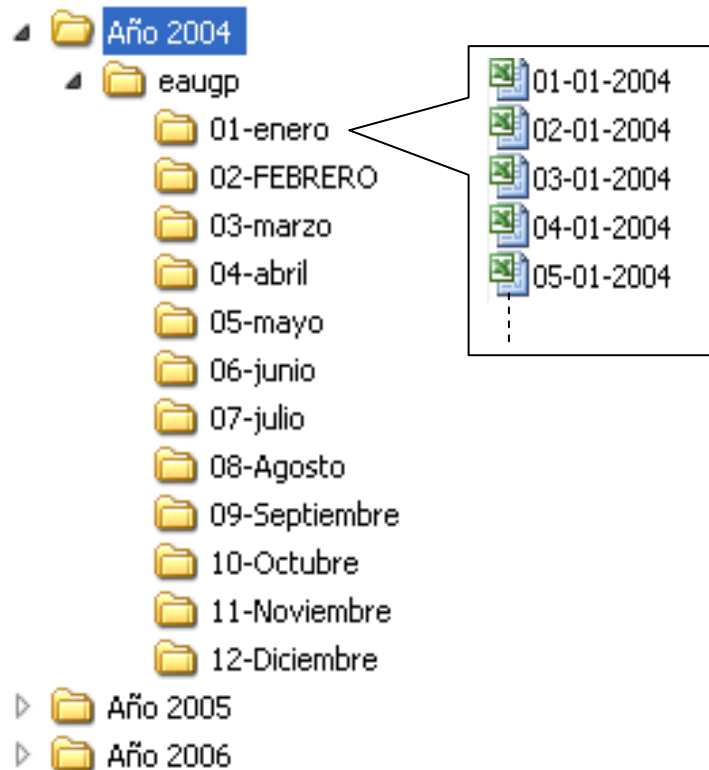 Año 2004
eaugp
01-enero
02-FEBRERO
03-marzo
04-abril
05-mayo
06-junio
07-julio
08-Agosto
09-Septiembre
10-Octubre
11-Noviembre
12-Diciembre
Año 2005
Año 2006
01-01-2004
02-01-2004
03-01-2004
04-01-2004
05-01-2004